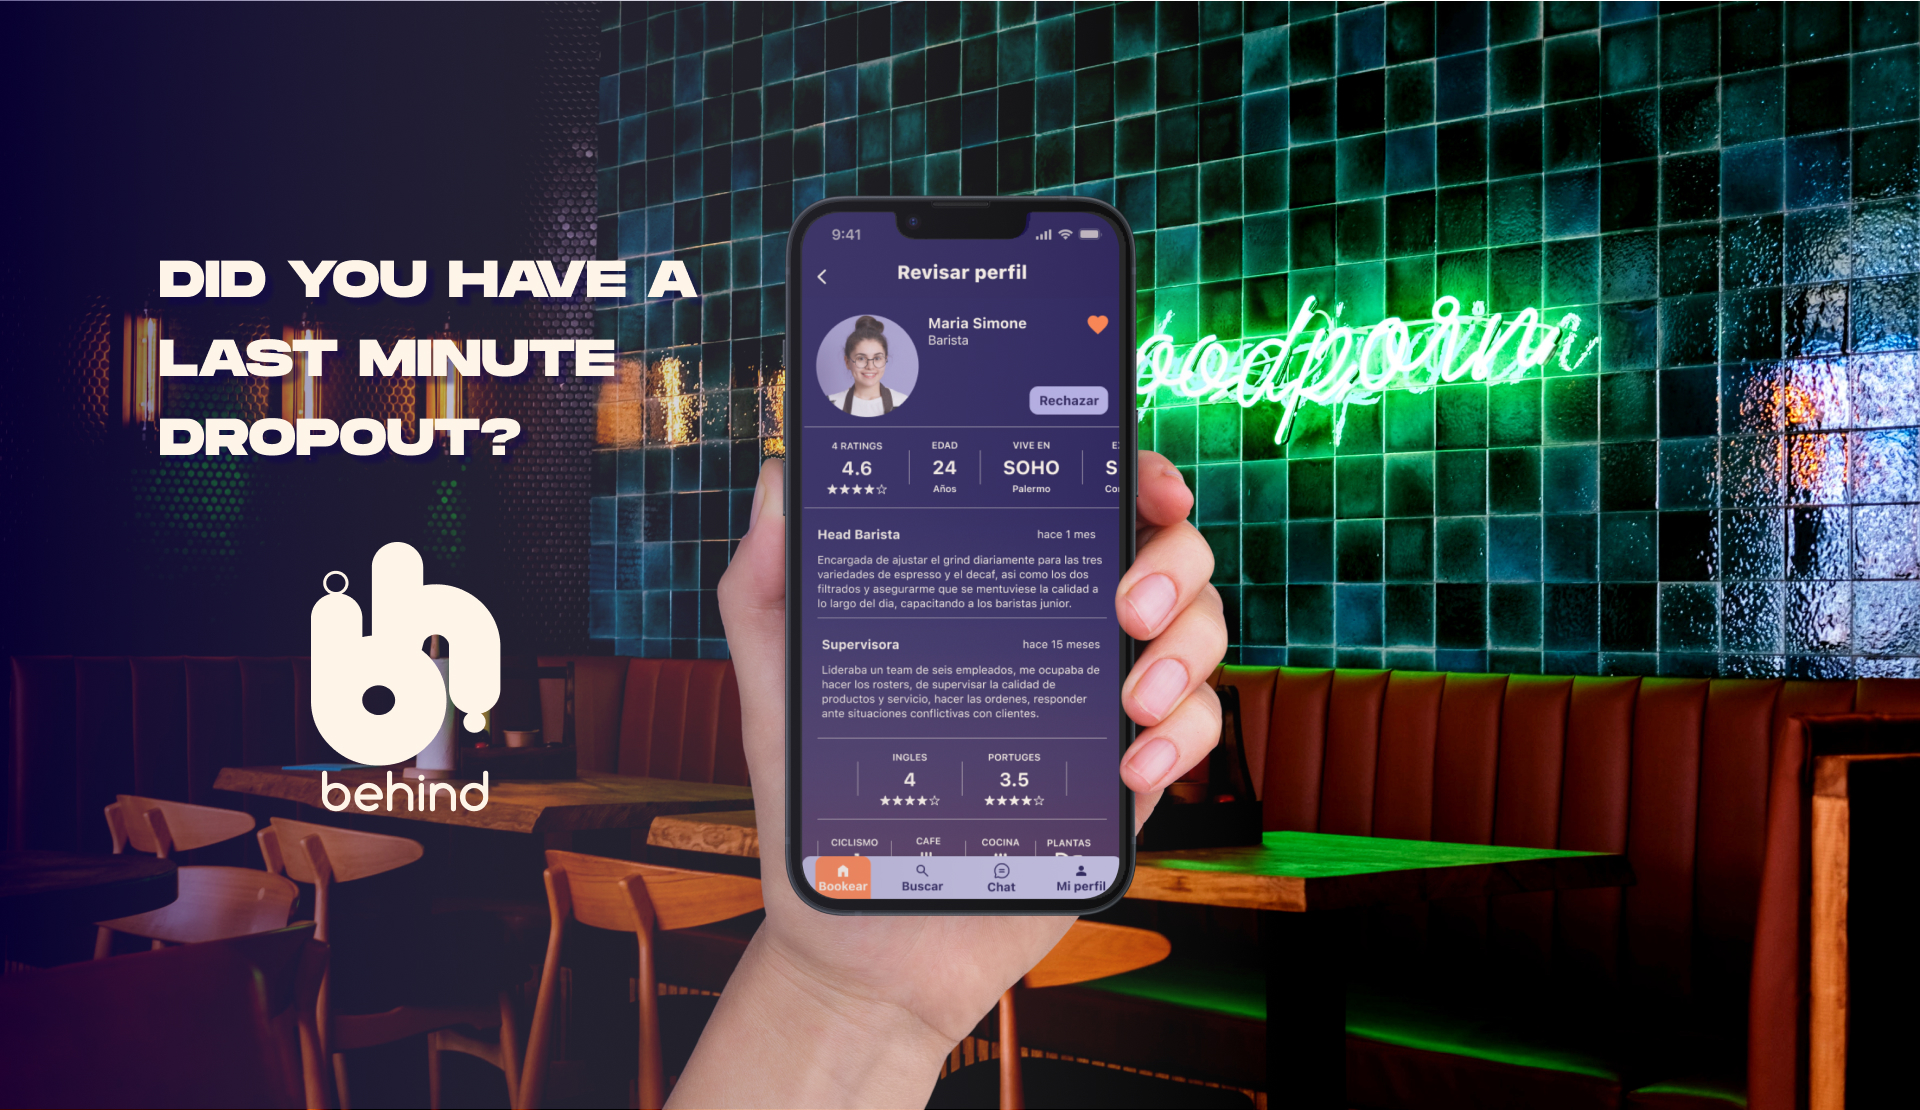 DID YOU HAVE A
LAST MINUTE
DROPOUT?
behind
9:41
Revisar perfil
Maria Simone
Barista
Rechazar
4 RATINGS
4.6
EDAD
24
Años
VIVE EN
SOHO
Palermo
Head Barista
hace 1 mes
Encargada de ajustar el grind diariamente para las tres
variedades de espresso y el decaf, asi como los dos
filtrados y asegurarme que se mentuviese la calidad a
lo largo del dia, capacitando a los baristas junior.
Supervisora
hace 15 meses
Lideraba un team de seis empleados, me ocupaba de
hacer los rosters, de supervisar la calidad de
productos y servicio, hacer las ordenes, responder
ante situaciones conflictivas con clientes.
INGLES
4
PORTUGES
3.5
CICLISMO
CAFE
COCINA
PLANTAS
Bookear
Buscar
Chat
Mi perfil
oodporn